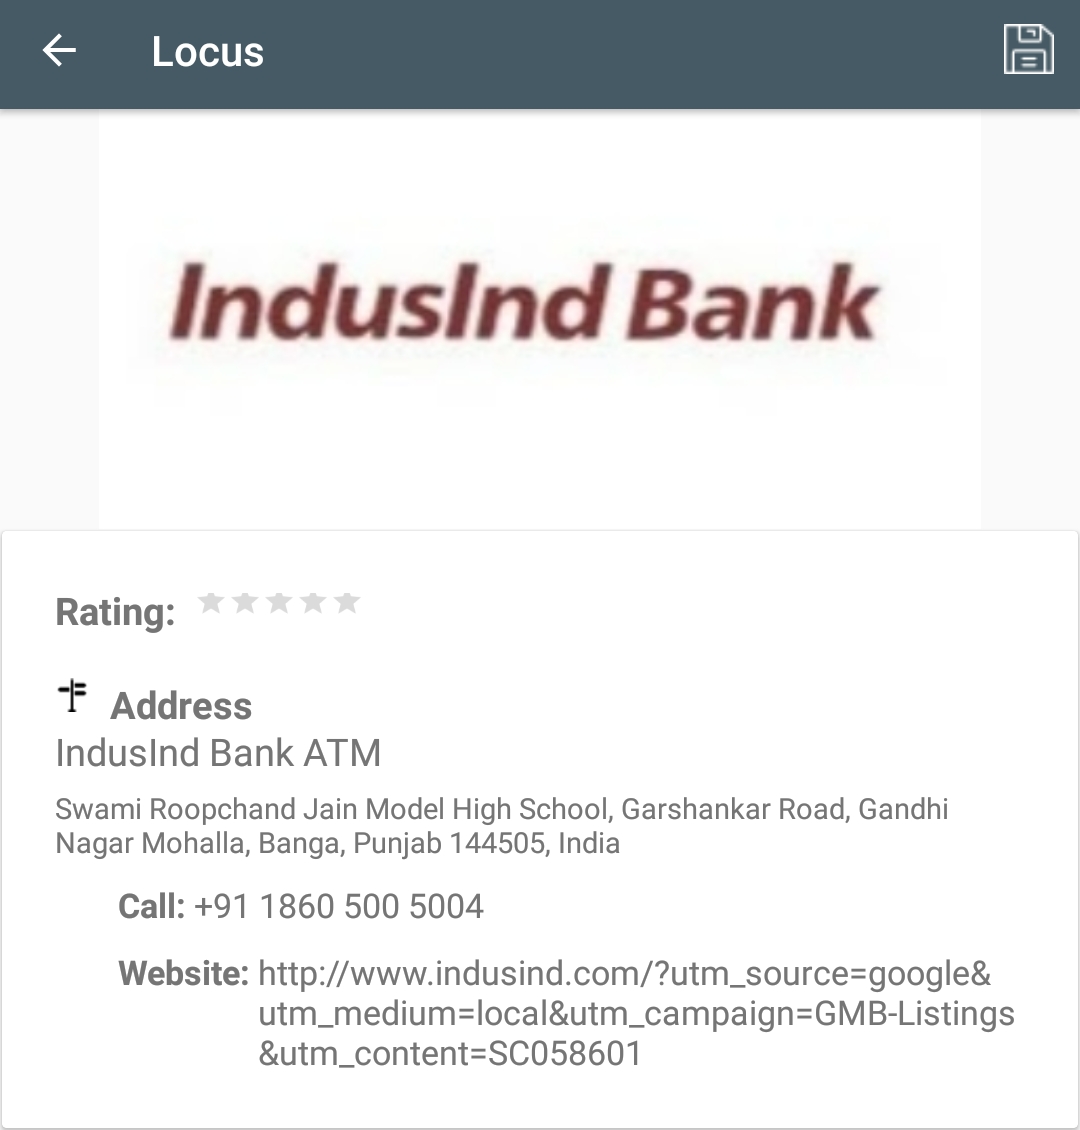 Locus
IndusInd Bank
Rating:
Address
IndusInd Bank ATM
Swami Roopchand Jain Model High School, Garshankar Road, Gandhi
Nagar Mohalla, Banga, Punjab 144505, India
Call: +91 1860 500 5004
Website: http://www.indusind.com/?utm_source=google&
utm_medium=local&utm_campaign=GMB-Listings
&utm_content=SC058601